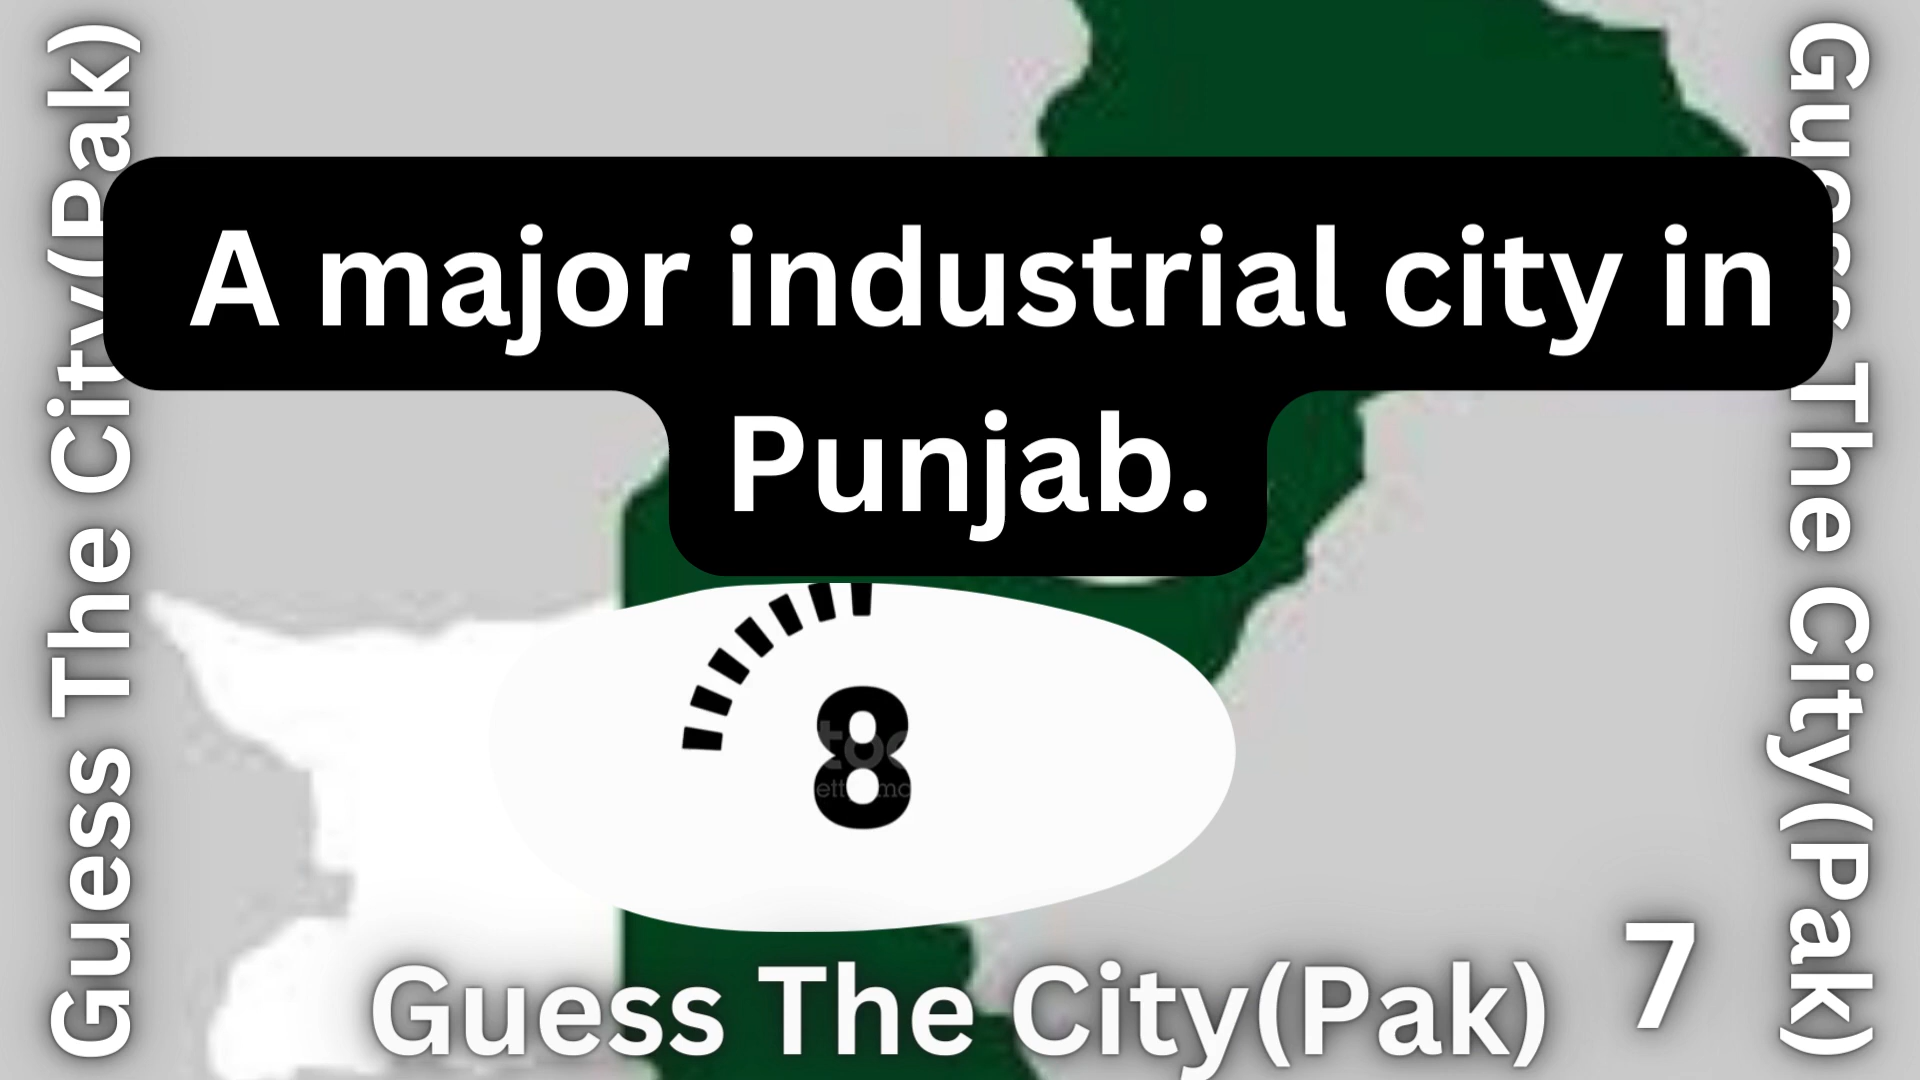 Guess The City(Pak)
Guess The City(Pak)
A major industrial city in
Punjab.
8
Guess The City(Pak)
7